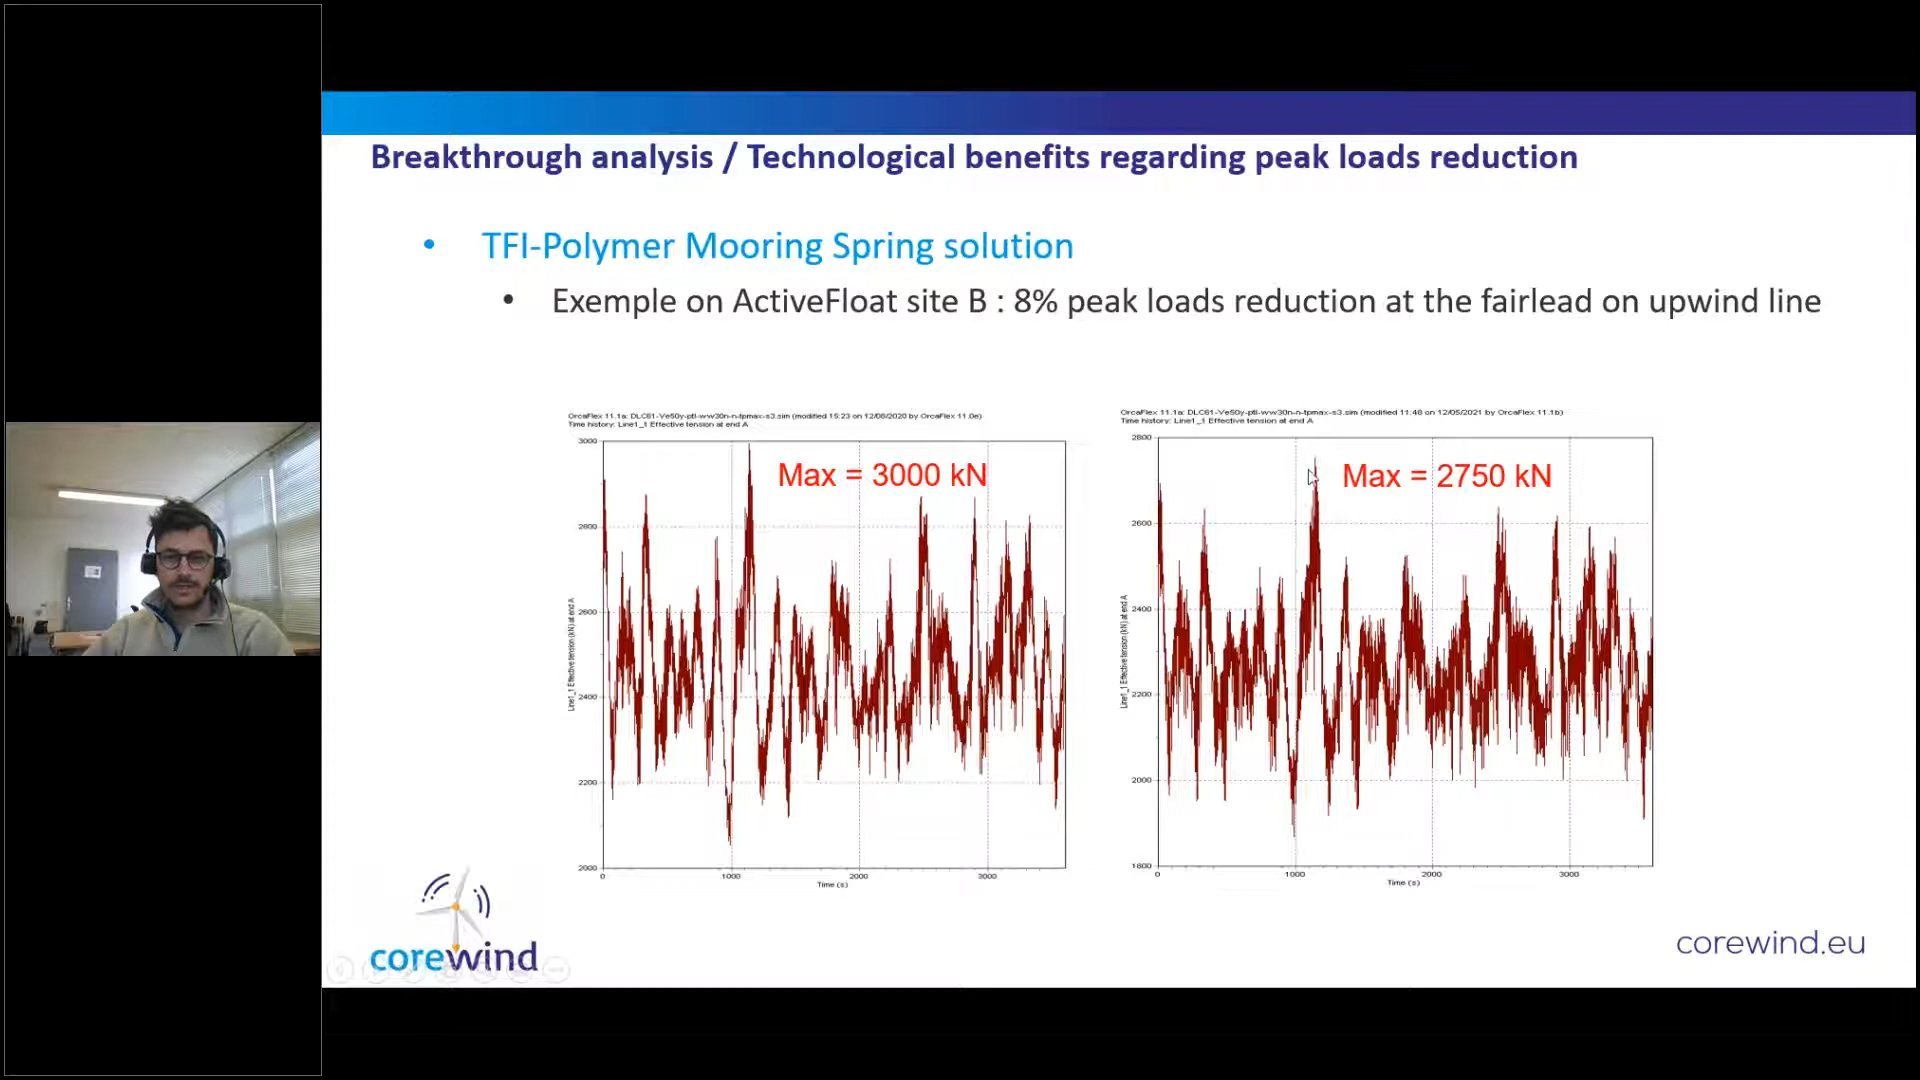 Breakthrough analysis / Technological benefits regarding peak loads reduction
• TFI-Polymer Mooring Spring solution
• Exemple on ActiveFloat site B : 8% peak loads reduction at the fairlead on upwind line
OrcaFlex 11.1a: DLC61-Ve50y-ptl-ww30n-n-fpmax-s3.sim (modified 15:23 on 12/08/2020 by OrcaFlex 11.0e)
Time history: Line1_1 Effective tension at end A
Max = 3000 kN
Line1_1 Effective tension (kN) at end A
3000
2800
2600
2400
2200
2000
0 1000 2000 3000
Time (s)
OrcaFlex 11.1a: DLC61-Ve50y-ptl-ww30n-n-fpmax-s3.sim (modified 11:48 on 12/05/2021 by OrcaFlex 11.1b)
Time history: Line1_1 Effective tension at end A
Max = 2750 kN
Line1_1 Effective tension (kN) at end A
2800
2600
2400
2200
2000
1800
0 1000 2000 3000
Time (s)
corewind
corewind.eu